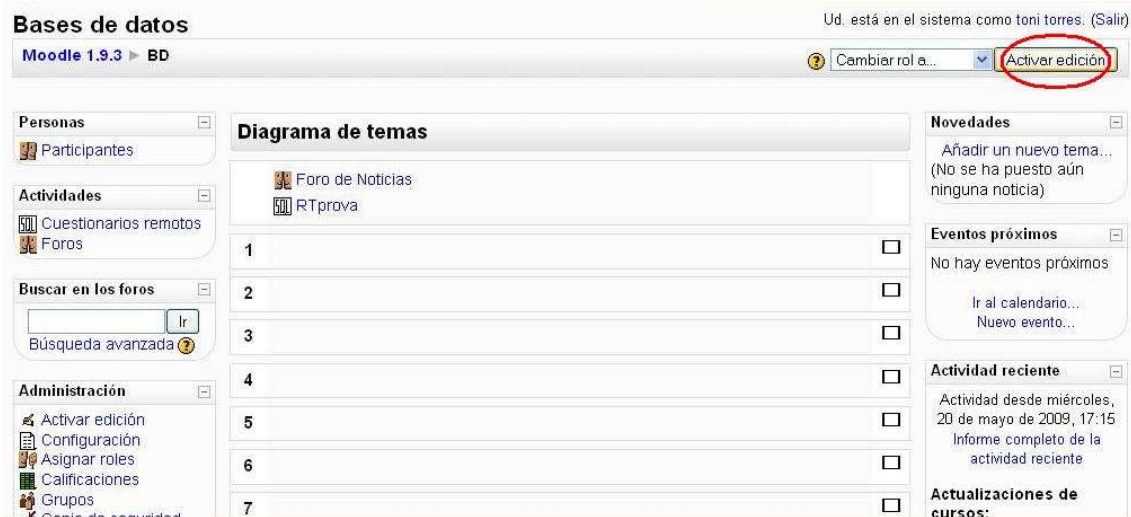 Bases de datos
Ud. está en el sistema como toni torres. (Salir)
Moodle 1.9.3 ► BD
Cambiar rol a...
Activar edición
Personas
Participantes
Actividades
SQL Cuestionarios remotos
Foros
Buscar en los foros
Ir
Búsqueda avanzada
Administración
Activar edición
Configuración
Asignar roles
Calificaciones
Grupos
Copia de seguridad
Diagrama de temas
Foro de Noticias
SQL RTprova
1
2
3
4
5
6
7
Novedades
Añadir un nuevo tema...
(No se ha puesto aún
ninguna noticia)
Eventos próximos
No hay eventos próximos
Ir al calendario...
Nuevo evento...
Actividad reciente
Actividad desde miércoles,
20 de mayo de 2009, 17:15
Informe completo de la
actividad reciente
Actualizaciones de
cursos: